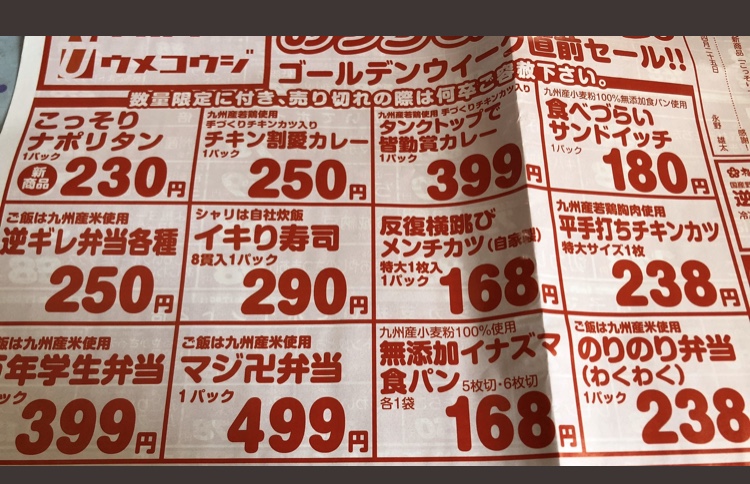 ウメコウジ
直前セール!!
ゴールデンウイーク
数量限定に付き、売り切れの際は何卒ご容赦下さい。
こっそり
ナポリタン
1パック
新商品
230円
九州産若鶏使用
手づくりチキンカツ入り
チキン割愛カレー
1パック
250円
九州産若鶏使用 手づくりチキンカツ入り
タンクトップで
皆勤賞カレー
1パック
399円
九州産小麦粉100%無添加食パン使用
食べづらい
サンドイッチ
1パック
180円
ご飯は九州産米使用
逆ギレ弁当各種
250円
シャリは自社炊飯
イキり寿司
8貫入1パック
290円
反復横跳び
メンチカツ(自家製)
特大1枚入
1パック
168円
九州産若鶏胸肉使用
平手打ちチキンカツ
特大サイズ1枚
238円
ご飯は九州産米使用
年学生弁当
パック
399円
ご飯は九州産米使用
マジ卍弁当
1パック
499円
九州産小麦粉100%使用
無添加イナズマ
食パン 5枚切・6枚切
各1袋
168円
ご飯は九州産米使用
のりのり弁当
(わくわく)
1パック
238円
永野 雄太
国産
逆
冷